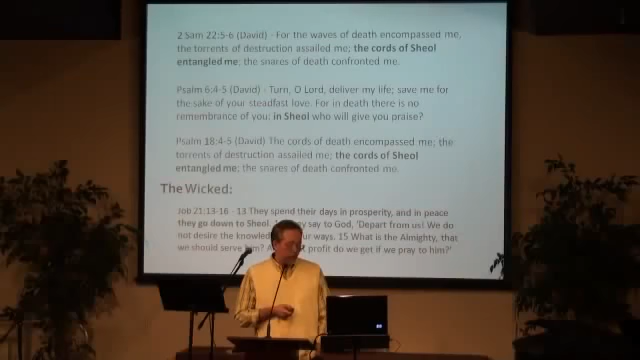 2 Sam 22:5-6 (David) - For the waves of death encompassed me,
the torrents of destruction assailed me; the cords of Sheol
entangled me; the snares of death confronted me.
Psalm 6:4-5 (David) - Turn, O Lord, deliver my life; save me for
the sake of your steadfast love. For in death there is no
remembrance of you; in Sheol who will give you praise?
Psalm 18:4-5 (David) The cords of death encompassed me; the
torrents of destruction assailed me; the cords of Sheol
entangled me; the snares of death confronted me.
The Wicked:
Job 21:13-16 - 13 They spend their days in prosperity, and in peace
they go down to Sheol. say to God, 'Depart from us! We do
not desire the ways. 15 What is the Almighty, that
we should serve profit do we get if we pray to him?'